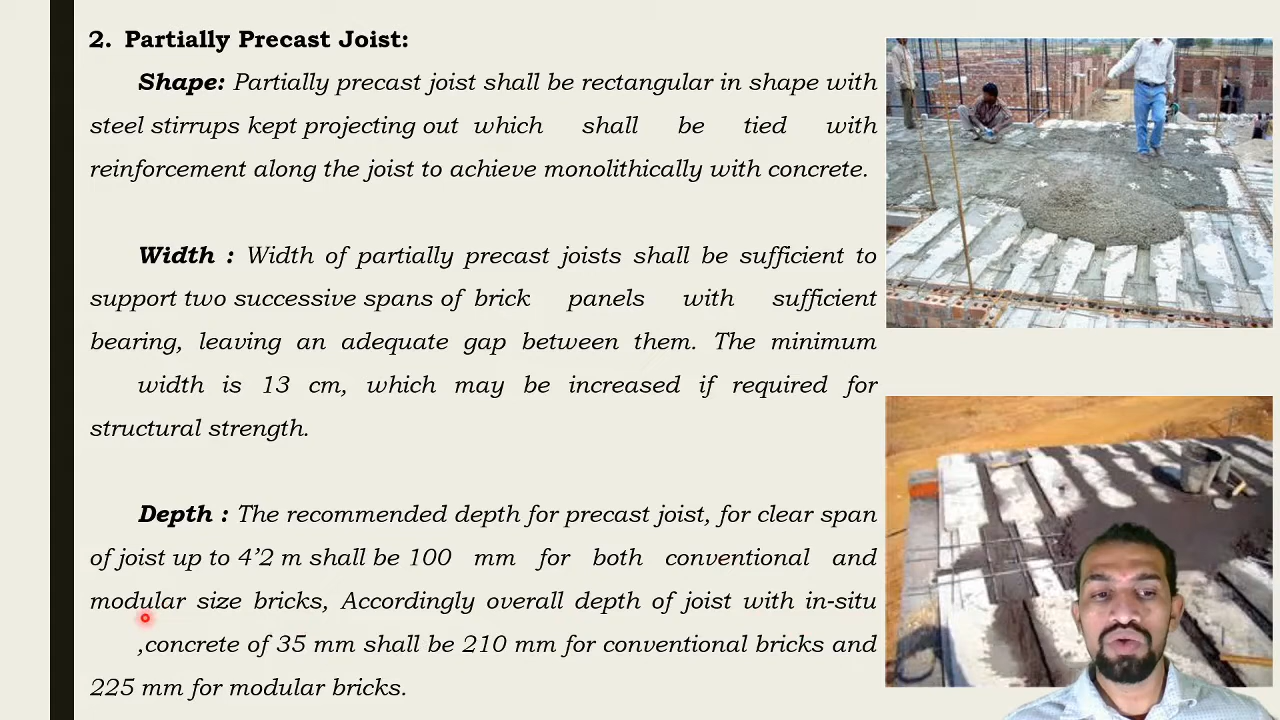 2. Partially Precast Joist:
Shape: Partially precast joist shall be rectangular in shape with
steel stirrups kept projecting out which shall be tied with
reinforcement along the joist to achieve monolithically with concrete.
Width : Width of partially precast joists shall be sufficient to
support two successive spans of brick panels with sufficient
bearing, leaving an adequate gap between them. The minimum
width is 13 cm, which may be increased if required for
structural strength.
Depth : The recommended depth for precast joist, for clear span
of joist up to 4’2 m shall be 100 mm for both conventional and
modular size bricks, Accordingly overall depth of joist with in-situ
,concrete of 35 mm shall be 210 mm for conventional bricks and
225 mm for modular bricks.